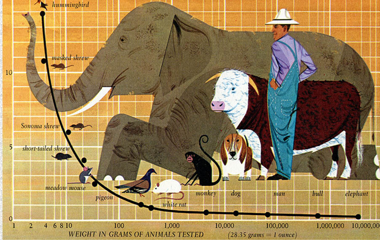 hummingbird
masked shrew
10
Sonoma shrew
5
short-tailed shrew
meadow mouse
pigeon
white rat
monkey
dog
man
bull
elephant
0
1 2 4 6 8 10 100 1,000 10,000 100,000 1,000,000 10,000,000
WEIGHT IN GRAMS OF ANIMALS TESTED (28.35 grams = 1 ounce)